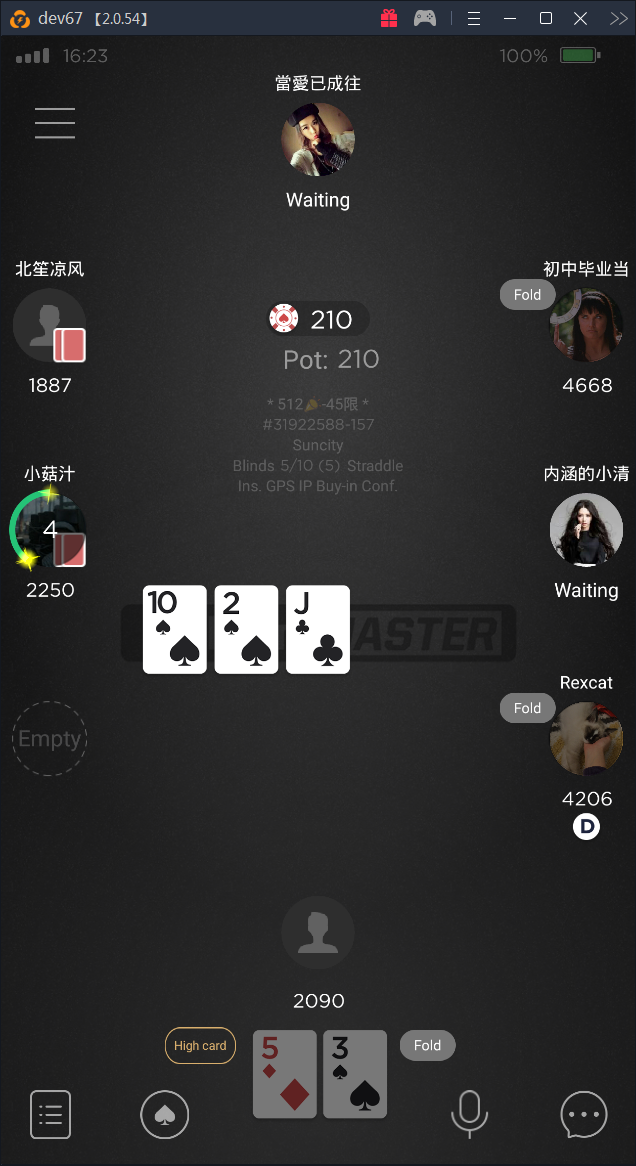 dev67 【2.0.54】
16:23
100%
當愛已成往
Waiting
北笙凉风
初中毕业当
Fold
210
1887
Pot: 210
4668
* 512 -45限 *
#31922588-157
Suncity
Blinds 5/10 (5) Straddle
Ins. GPS IP Buy-in Conf.
小菇汁
内涵的小清
4
2250
Waiting
10
2
J
MASTER
Rexcat
Fold
Empty
4206
D
2090
High card
5
3
Fold